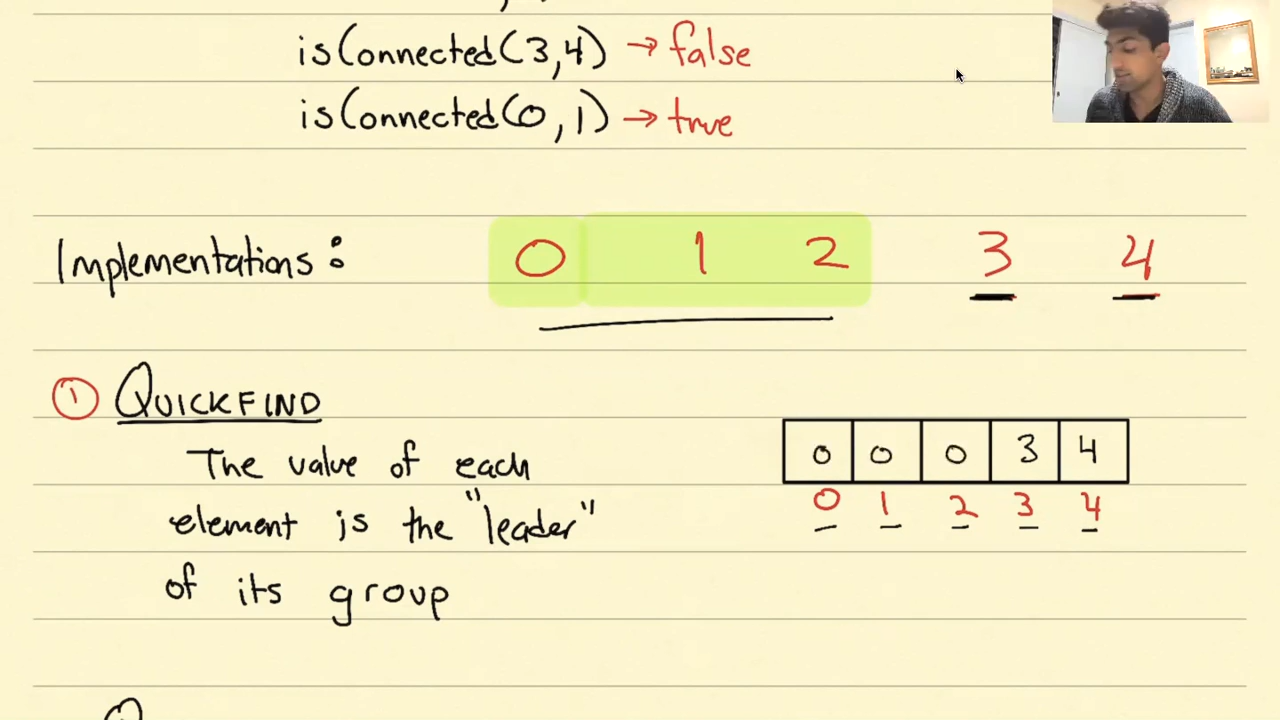 isConnected(3,4) → false
isConnected(0,1) → true
Implementations: 0 1 2 3 4
① QUICKFIND
The value of each
element is the "leader"
of its group
0 0 0 3 4
0 1 2 3 4